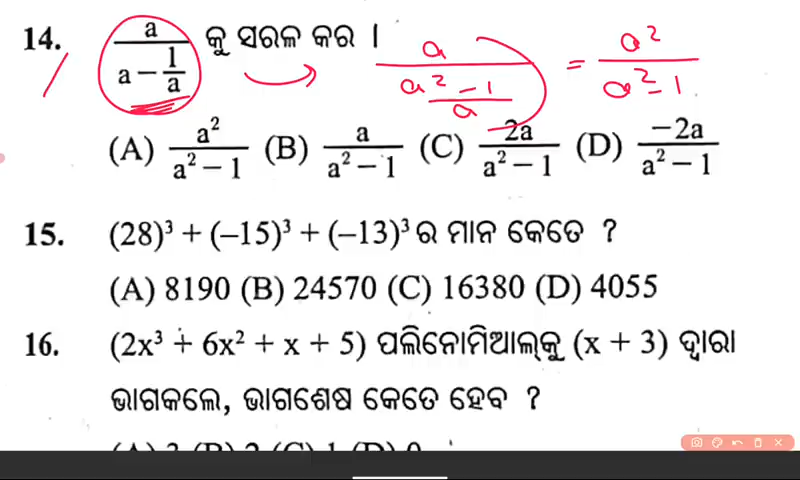 14. a/(a − 1/a) କୁ ସରଳ କର । a/((a² − 1)/a) = a²/(a² − 1)
(A) a²/(a² − 1) (B) a/(a² − 1) (C) 2a/(a² − 1) (D) −2a/(a² − 1)
15. (28)³ + (–15)³ + (–13)³ ର ମାନ କେତେ ?
(A) 8190 (B) 24570 (C) 16380 (D) 4055
16. (2x³ + 6x² + x + 5) ପଲିନୋମିଆଲ୍‌କୁ (x + 3) ଦ୍ୱାରା
ଭାଗକଲେ, ଭାଗଶେଷ କେତେ ହେବ ?